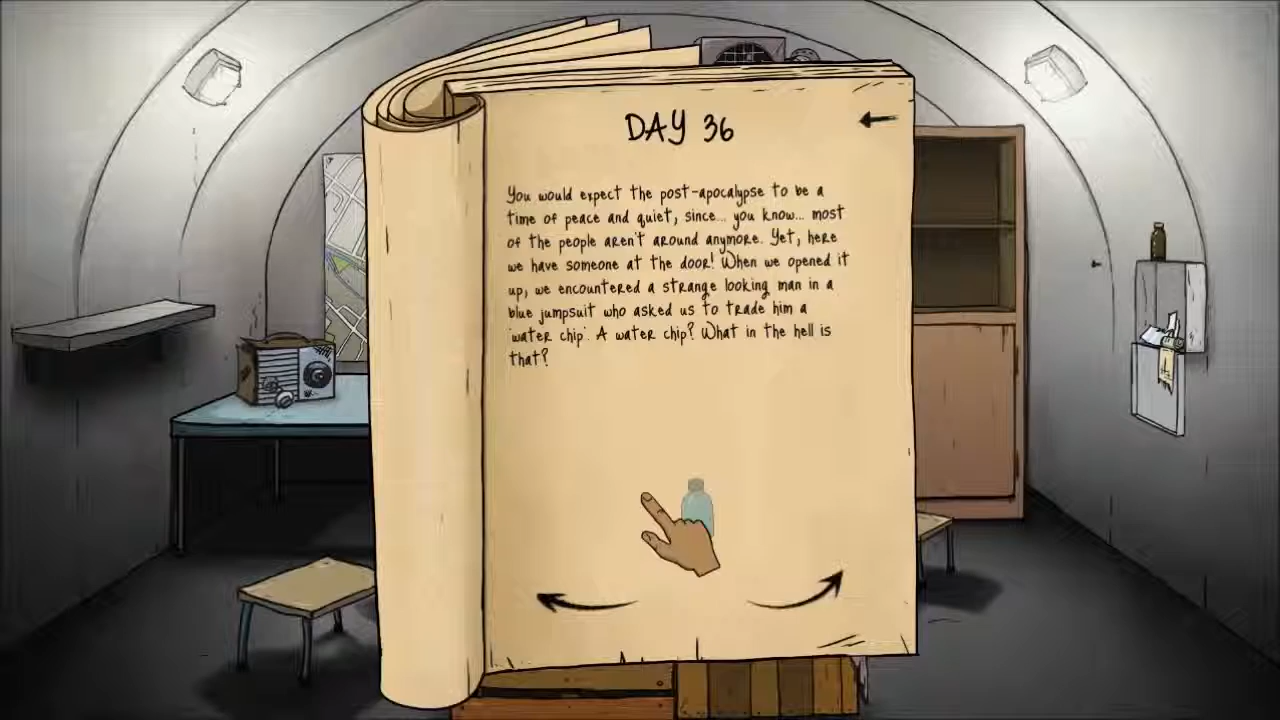 DAY 36
You would expect the post-apocalypse to be a
time of peace and quiet, since... you know... most
of the people aren't around anymore. Yet, here
we have someone at the door! When we opened it
up, we encountered a strange looking man in a
blue jumpsuit who asked us to trade him a
'water chip'. A water chip? What in the hell is
that?